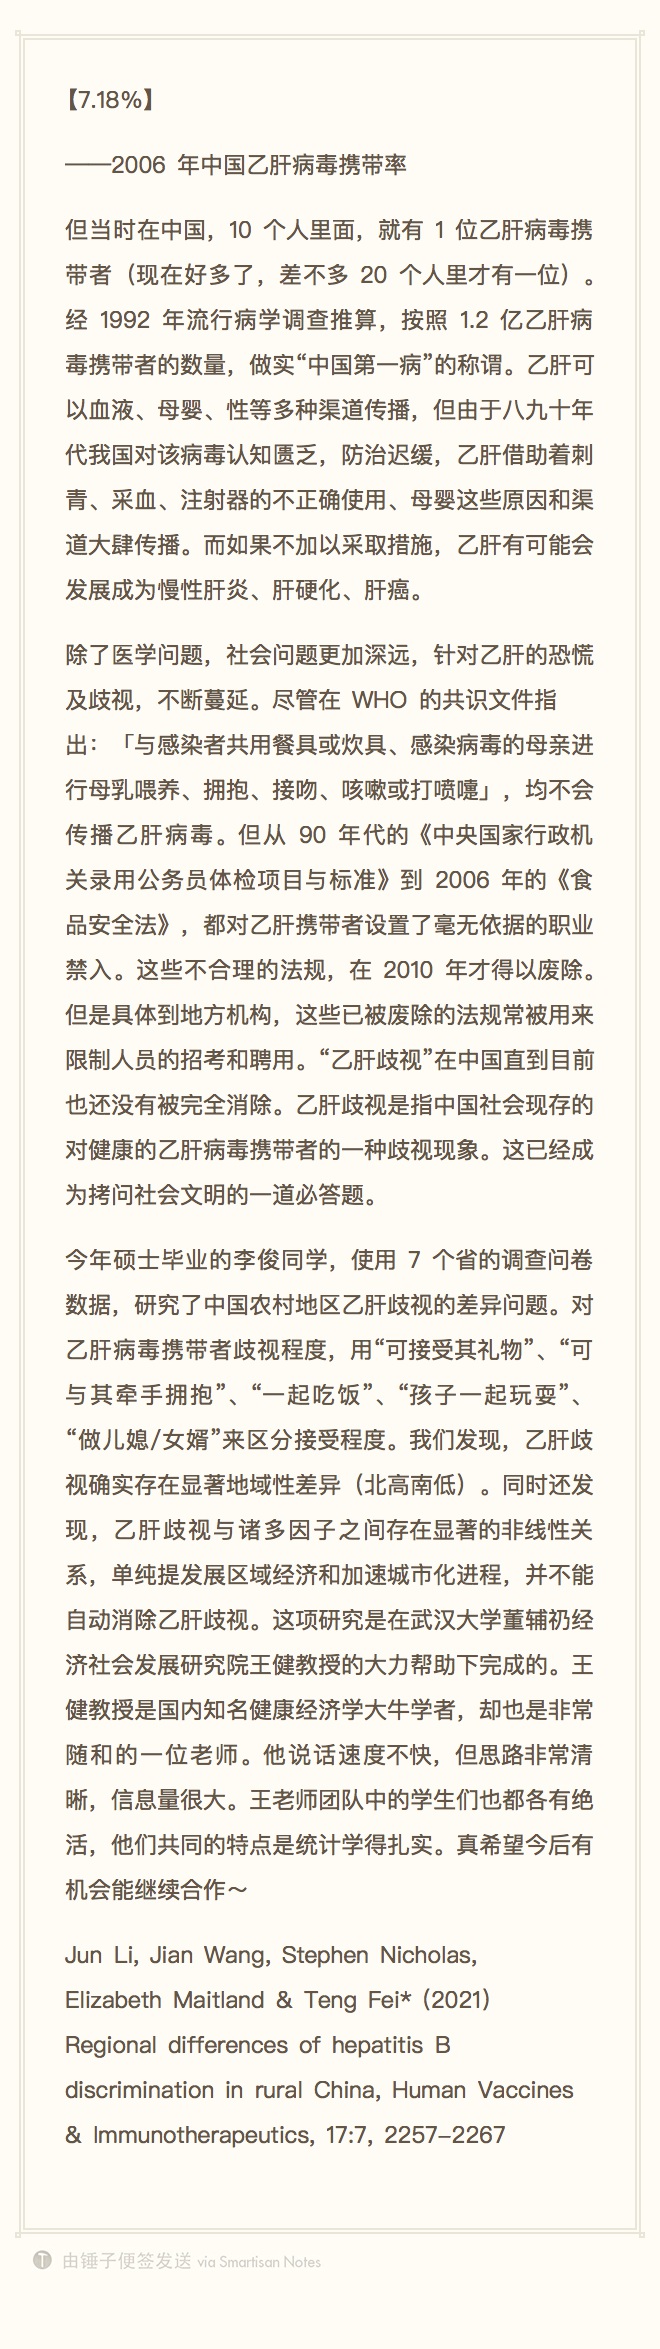 【7.18%】
——2006 年中国乙肝病毒携带率
但当时在中国，10 个人里面，就有 1 位乙肝病毒携
带者（现在好多了，差不多 20 个人里才有一位）。
经 1992 年流行病学调查推算，按照 1.2 亿乙肝病
毒携带者的数量，做实“中国第一病”的称谓。乙肝可
以血液、母婴、性等多种渠道传播，但由于八九十年
代我国对该病毒认知匮乏，防治迟缓，乙肝借助着刺
青、采血、注射器的不正确使用、母婴这些原因和渠
道大肆传播。而如果不加以采取措施，乙肝有可能会
发展成为慢性肝炎、肝硬化、肝癌。
除了医学问题，社会问题更加深远，针对乙肝的恐慌
及歧视，不断蔓延。尽管在 WHO 的共识文件指
出：「与感染者共用餐具或炊具、感染病毒的母亲进
行母乳喂养、拥抱、接吻、咳嗽或打喷嚏」，均不会
传播乙肝病毒。但从 90 年代的《中央国家行政机
关录用公务员体检项目与标准》到 2006 年的《食
品安全法》，都对乙肝携带者设置了毫无依据的职业
禁入。这些不合理的法规，在 2010 年才得以废除。
但是具体到地方机构，这些已被废除的法规常被用来
限制人员的招考和聘用。“乙肝歧视”在中国直到目前
也还没有被完全消除。乙肝歧视是指中国社会现存的
对健康的乙肝病毒携带者的一种歧视现象。这已经成
为拷问社会文明的一道必答题。
今年硕士毕业的李俊同学，使用 7 个省的调查问卷
数据，研究了中国农村地区乙肝歧视的差异问题。对
乙肝病毒携带者歧视程度，用“可接受其礼物”、“可
与其牵手拥抱”、“一起吃饭”、“孩子一起玩耍”、
“做儿媳/女婿”来区分接受程度。我们发现，乙肝歧
视确实存在显著地域性差异（北高南低）。同时还发
现，乙肝歧视与诸多因子之间存在显著的非线性关
系，单纯提发展区域经济和加速城市化进程，并不能
自动消除乙肝歧视。这项研究是在武汉大学董辅礽经
济社会发展研究院王健教授的大力帮助下完成的。王
健教授是国内知名健康经济学大牛学者，却也是非常
随和的一位老师。他说话速度不快，但思路非常清
晰，信息量很大。王老师团队中的学生们也都各有绝
活，他们共同的特点是统计学得扎实。真希望今后有
机会能继续合作～
Jun Li, Jian Wang, Stephen Nicholas,
Elizabeth Maitland & Teng Fei* (2021)
Regional differences of hepatitis B
discrimination in rural China, Human Vaccines
& Immunotherapeutics, 17:7, 2257–2267
由锤子便签发送 via Smartisan Notes